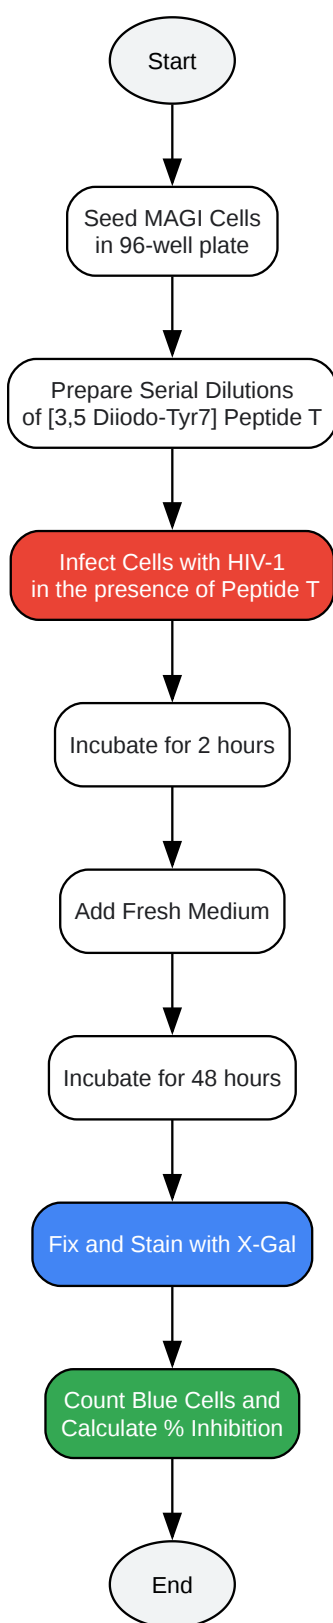 Start
Seed MAGI Cells
in 96-well plate
Prepare Serial Dilutions
of [3,5 Diiodo-Tyr7] Peptide T
Infect Cells with HIV-1
in the presence of Peptide T
Incubate for 2 hours
Add Fresh Medium
Incubate for 48 hours
Fix and Stain with X-Gal
Count Blue Cells and
Calculate % Inhibition
End